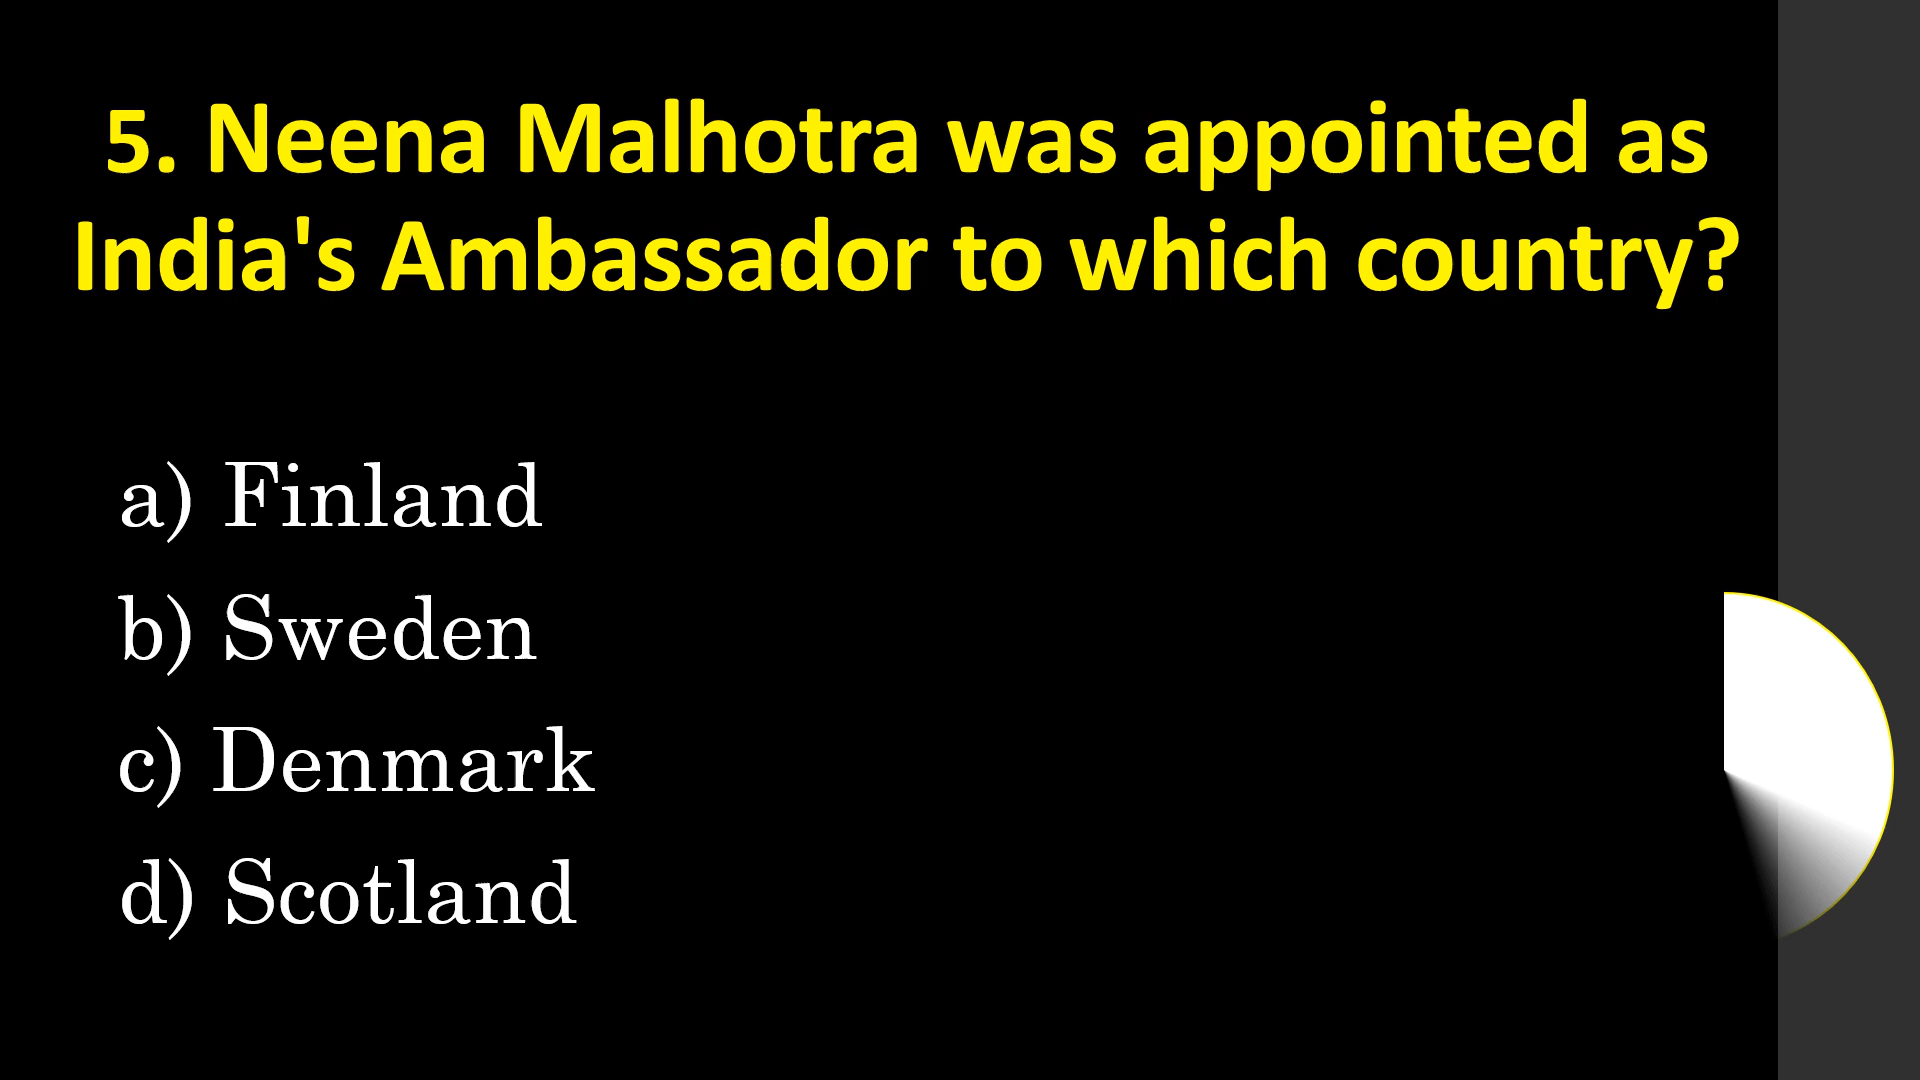 5. Neena Malhotra was appointed as
India's Ambassador to which country?
a) Finland
b) Sweden
c) Denmark
d) Scotland